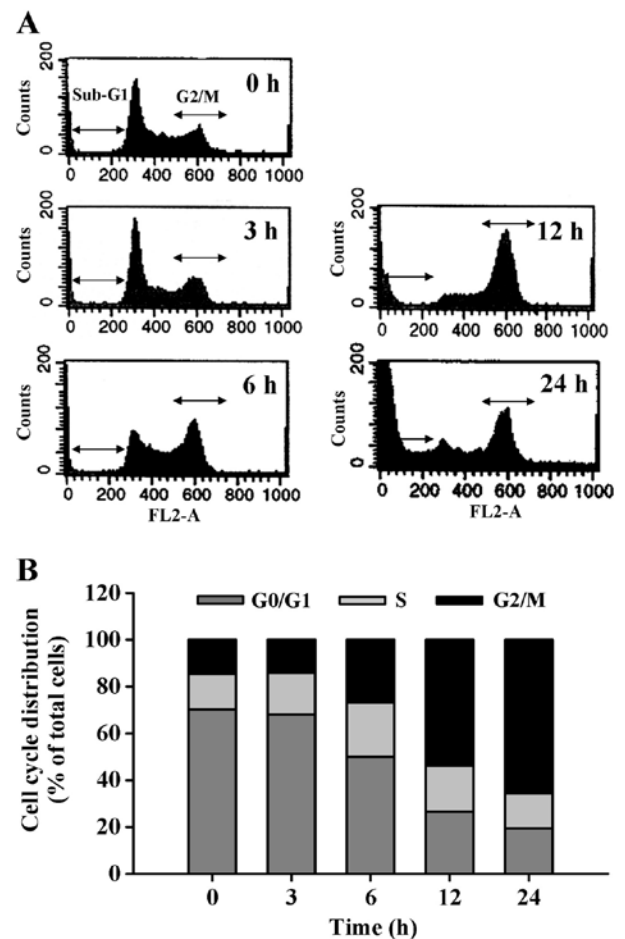 A
200
Counts
0
Sub-G1
G2/M
0 h
0 200 400 600 800 1000
200
Counts
0
3 h
0 200 400 600 800 1000
200
Counts
0
12 h
0 200 400 600 800 1000
200
Counts
0
6 h
0 200 400 600 800 1000
FL2-A
200
Counts
0
24 h
0 200 400 600 800 1000
FL2-A
B
Cell cycle distribution
(% of total cells)
120
100
80
60
40
20
0
G0/G1 S G2/M
0 3 6 12 24
Time (h)